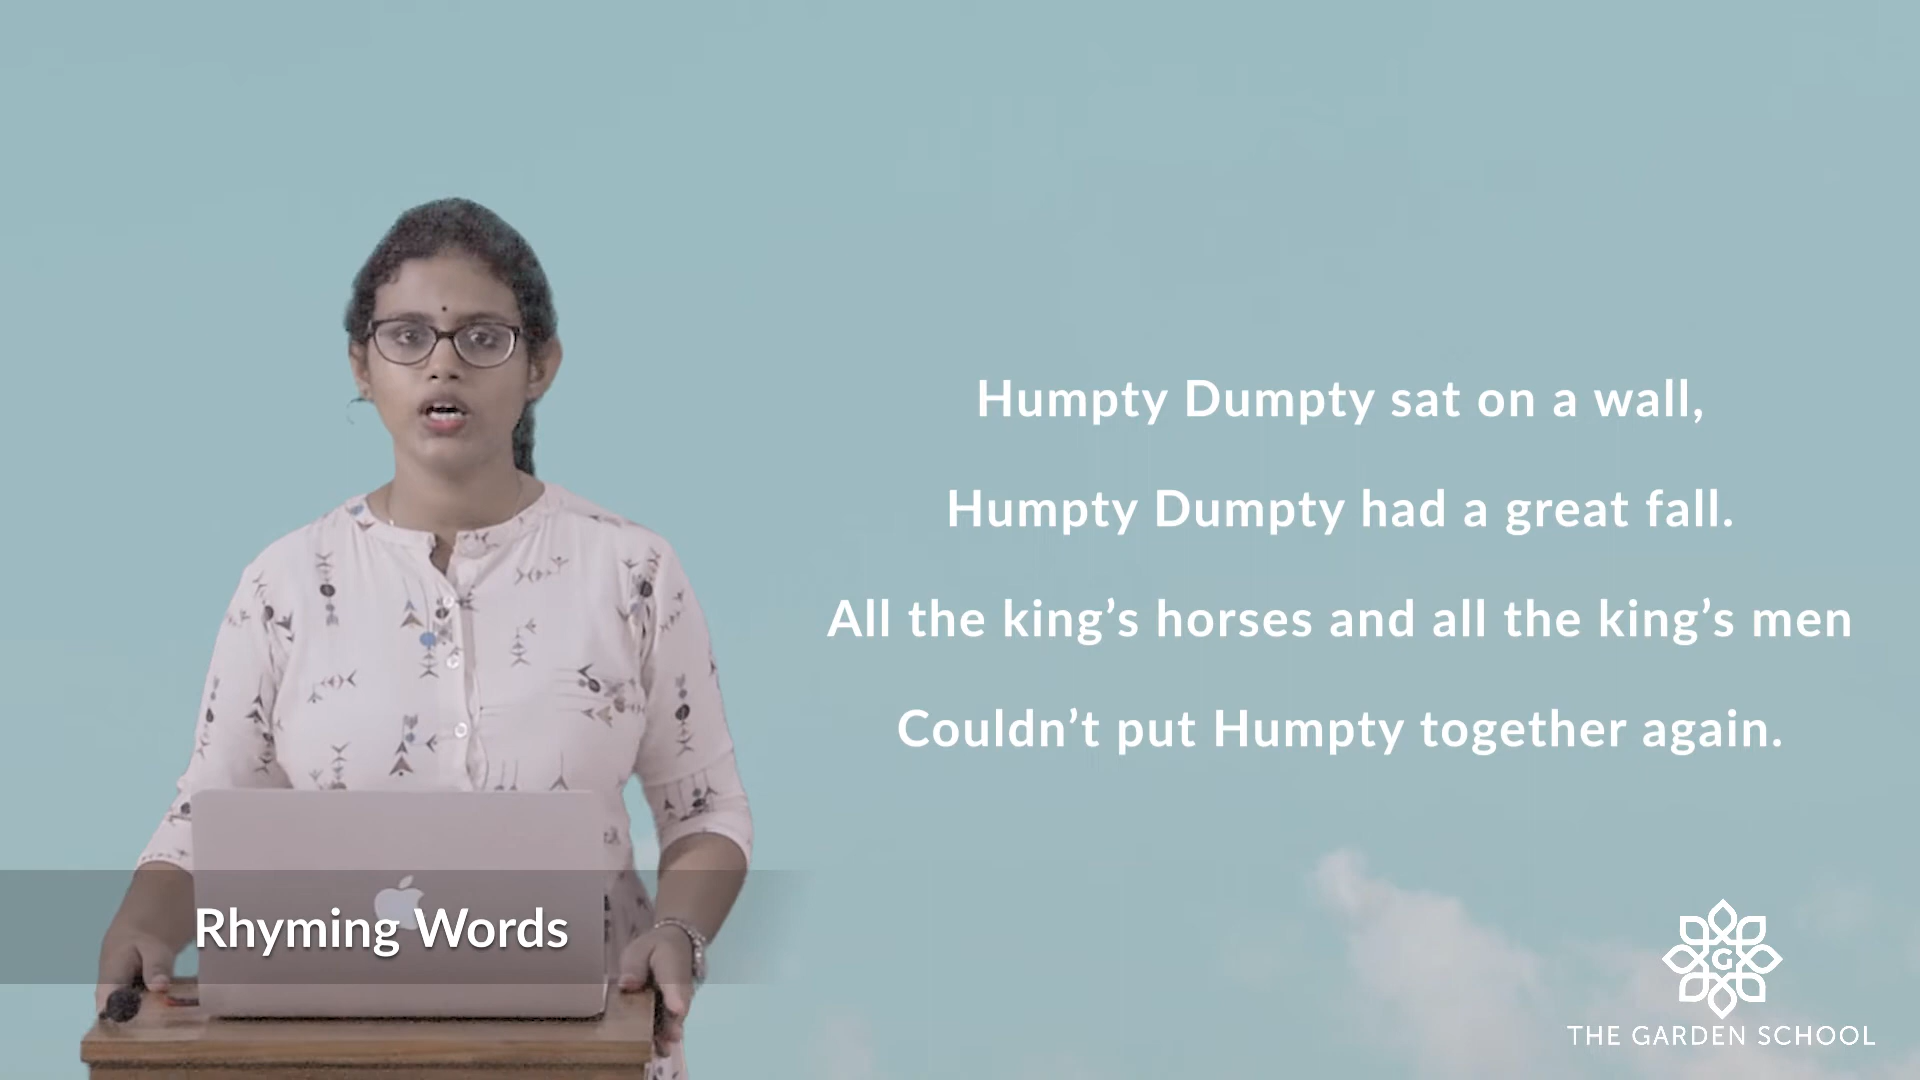 Humpty Dumpty sat on a wall,
Humpty Dumpty had a great fall.
All the king’s horses and all the king’s men
Couldn’t put Humpty together again.
Rhyming Words
G
THE GARDEN SCHOOL